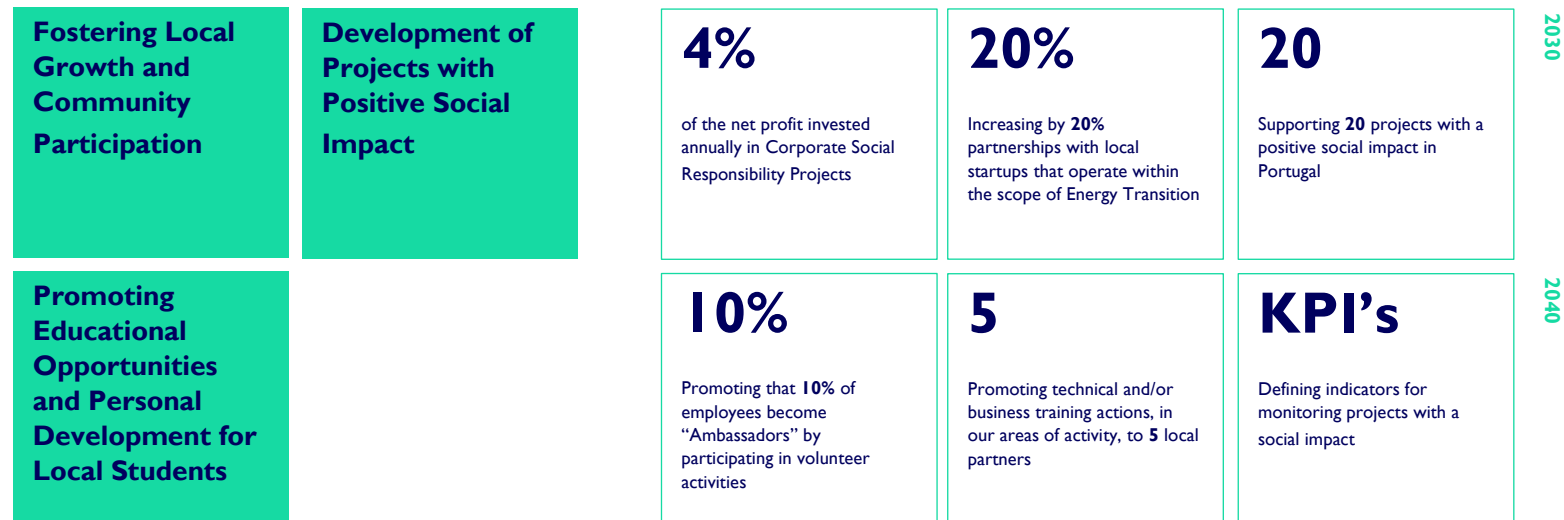 Fostering Local
Growth and
Community
Participation
Development of
Projects with
Positive Social
Impact
Promoting
Educational
Opportunities
and Personal
Development for
Local Students
4%
of the net profit invested
annually in Corporate Social
Responsibility Projects
20%
Increasing by 20%
partnerships with local
startups that operate within
the scope of Energy Transition
20
Supporting 20 projects with a
positive social impact in
Portugal
2030
10%
Promoting that 10% of
employees become
“Ambassadors” by
participating in volunteer
activities
5
Promoting technical and/or
business training actions, in
our areas of activity, to 5 local
partners
KPI’s
Defining indicators for
monitoring projects with a
social impact
2040